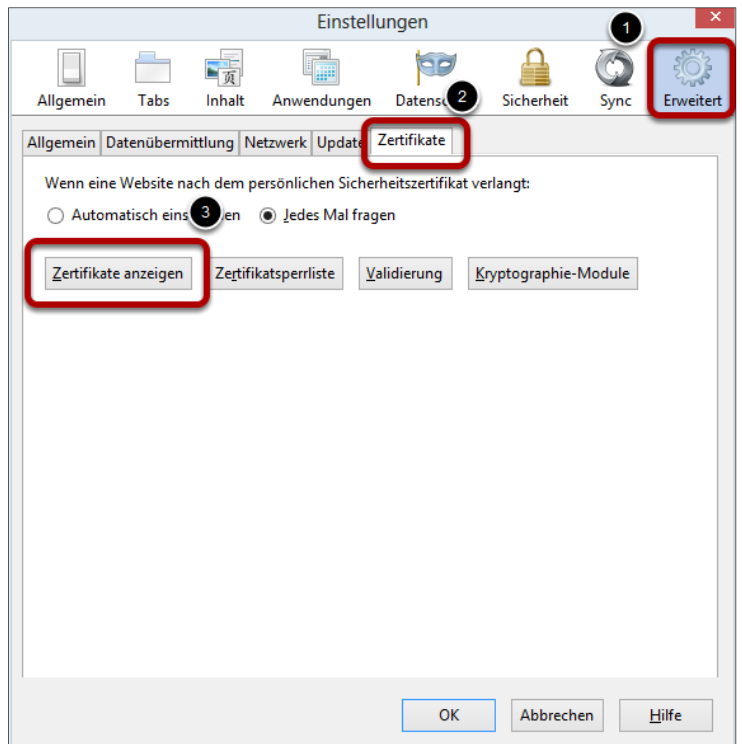 Einstellungen
1
Allgemein Tabs Inhalt Anwendungen Datensc 2 Sicherheit Sync Erweitert
Allgemein Datenübermittlung Netzwerk Update Zertifikate
Wenn eine Website nach dem persönlichen Sicherheitszertifikat verlangt:
Automatisch eins 3 en Jedes Mal fragen
Zertifikate anzeigen Zertifikatsperrliste Validierung Kryptographie-Module
OK Abbrechen Hilfe